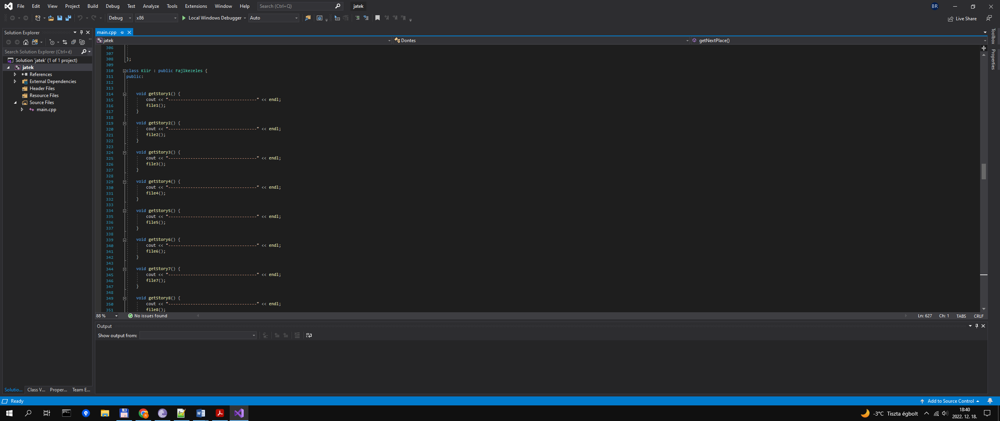 File Edit View Project Build Debug Test Analyze Tools Extensions Window Help Search (Ctrl+Q) jatek BR
Debug x86 Local Windows Debugger Auto Live Share
Solution Explorer
Search Solution Explorer (Ctrl+é)
Solution 'jatek' (1 of 1 project)
jatek
References
External Dependencies
Header Files
Resource Files
Source Files
main.cpp
Soluti­o... Class V... Proper... Team E...
main.cpp
jatek Dontes getNextPlace()
306
307
308 };
309
310 class Kiir : public Fajlkezeles {
311 public:
312
313
314 void getStory1() {
315 cout << "------------------------------------" << endl;
316 file1();
317 }
318
319 void getStory2() {
320 cout << "------------------------------------" << endl;
321 file2();
322 }
323
324 void getStory3() {
325 cout << "------------------------------------" << endl;
326 file3();
327 }
328
329 void getStory4() {
330 cout << "------------------------------------" << endl;
331 file4();
332 }
333
334 void getStory5() {
335 cout << "------------------------------------" << endl;
336 file5();
337 }
338
339 void getStory6() {
340 cout << "------------------------------------" << endl;
341 file6();
342 }
343
344 void getStory7() {
345 cout << "------------------------------------" << endl;
346 file7();
347 }
348
349 void getStory8() {
350 cout << "------------------------------------" << endl;
351 file8();
88 % No issues found Ln: 627 Ch: 1 TABS CRLF
Output
Show output from:
Toolbox
Properties
Ready Add to Source Control
-3°C Tiszta égbolt 18:40
2022. 12. 18.